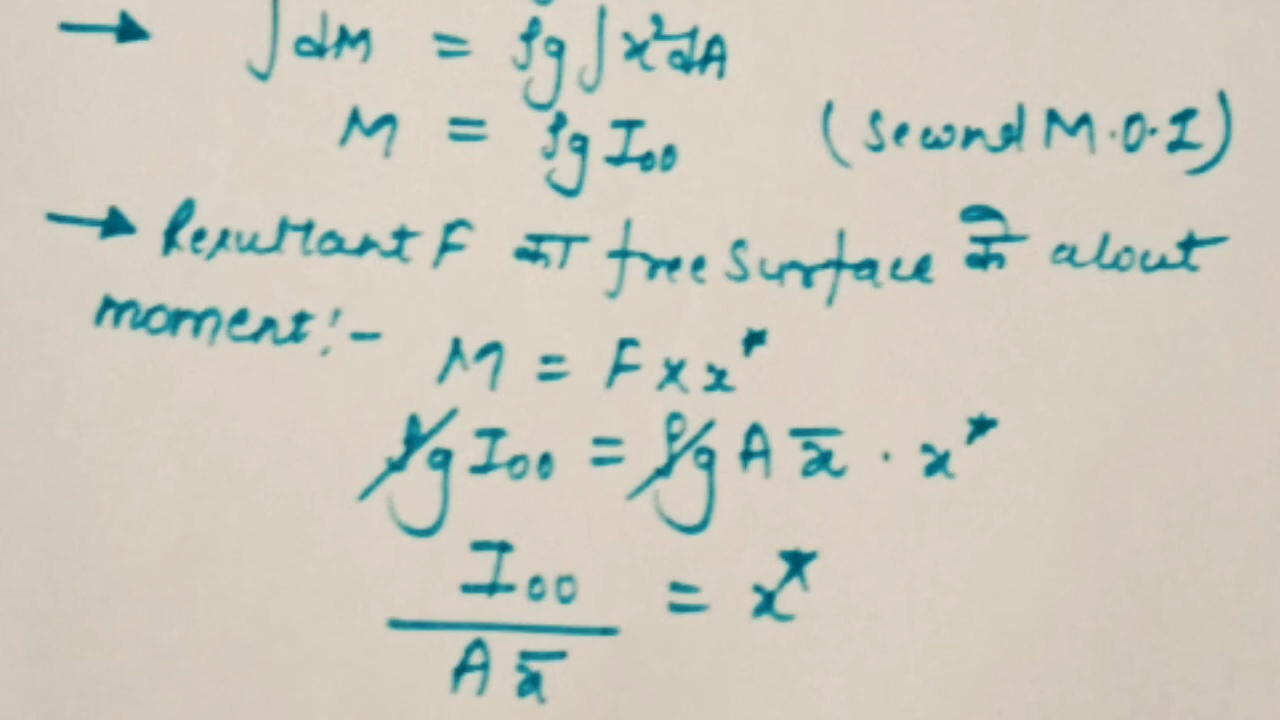 → ∫dM = ρg∫x²dA
M = ρg I₀₀ (second M.O.I)
→ Resultant F का free surface के about
moment:-
M = F × x*
ρg I₀₀ = ρg A x̄ . x*
I₀₀ / A x̄ = x*